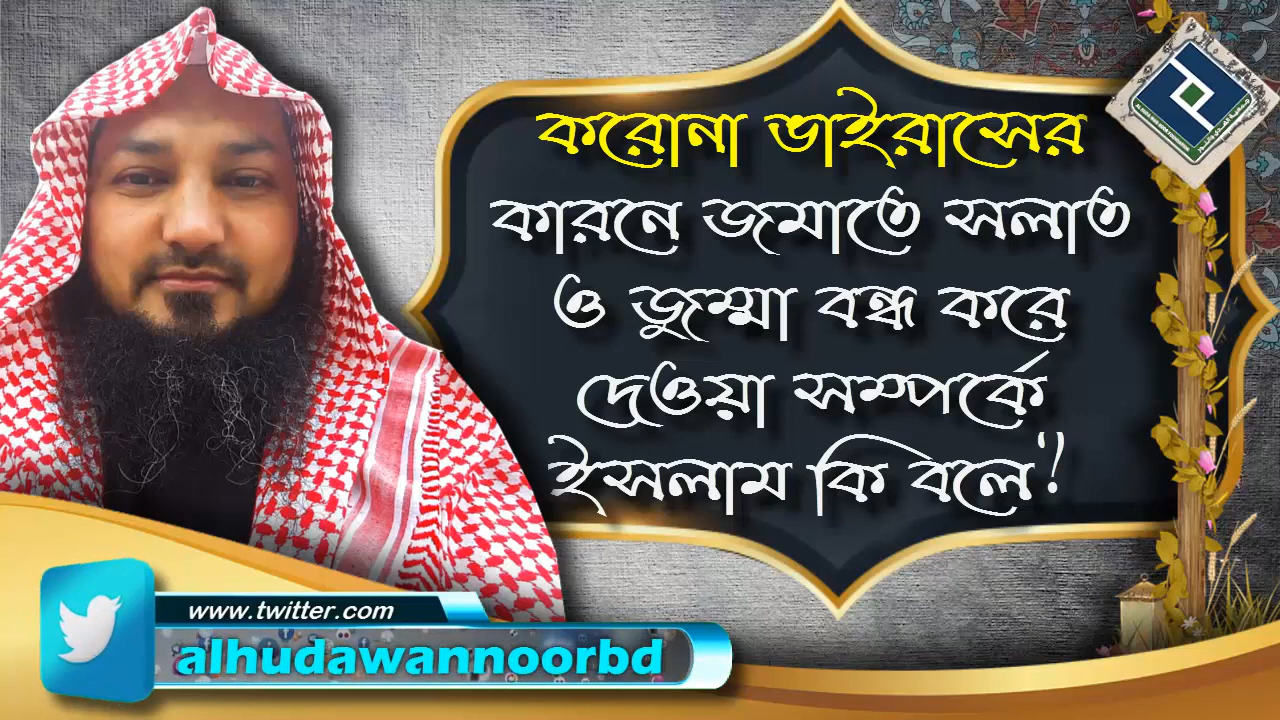 করোনা ভাইরাসের
কারনে জমাতে সলাত
ও জুম্মা বন্ধ করে
দেওয়া সম্পর্কে
ইসলাম কি বলে?!
www.twitter.com
alhudawannoorbd